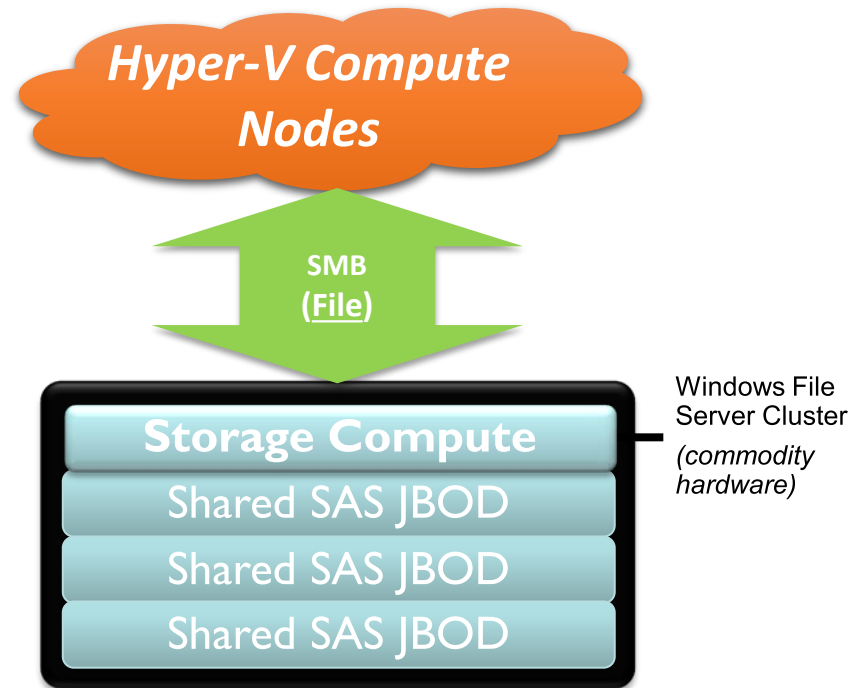 Hyper-V Compute
Nodes
SMB
(File)
Storage Compute
Shared SAS JBOD
Shared SAS JBOD
Shared SAS JBOD
Windows File
Server Cluster
(commodity
hardware)